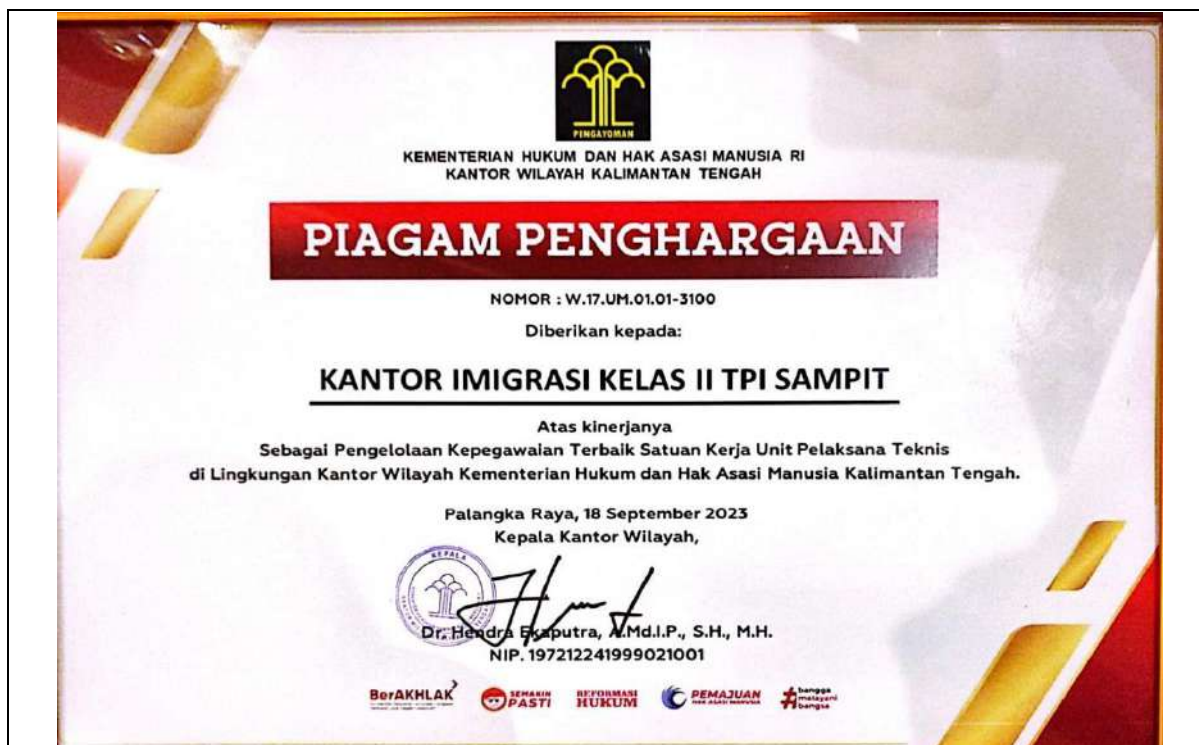 PENGAYOMAN
KEMENTERIAN HUKUM DAN HAK ASASI MANUSIA RI
KANTOR WILAYAH KALIMANTAN TENGAH
PIAGAM PENGHARGAAN
NOMOR : W.17.UM.01.01-3100
Diberikan kepada:
KANTOR IMIGRASI KELAS II TPI SAMPIT
Atas kinerjanya
Sebagai Pengelolaan Kepegawaian Terbaik Satuan Kerja Unit Pelaksana Teknis
di Lingkungan Kantor Wilayah Kementerian Hukum dan Hak Asasi Manusia Kalimantan Tengah.
Palangka Raya, 18 September 2023
Kepala Kantor Wilayah,
KEPALA
Dr. Hendra Ekaputra, A.Md.I.P., S.H., M.H.
NIP. 197212241999021001
BerAKHLAK
SEMAKIN PASTI
REFORMASI HUKUM
PEMAJUAN HAK ASASI MANUSIA
#bangga melayani bangsa